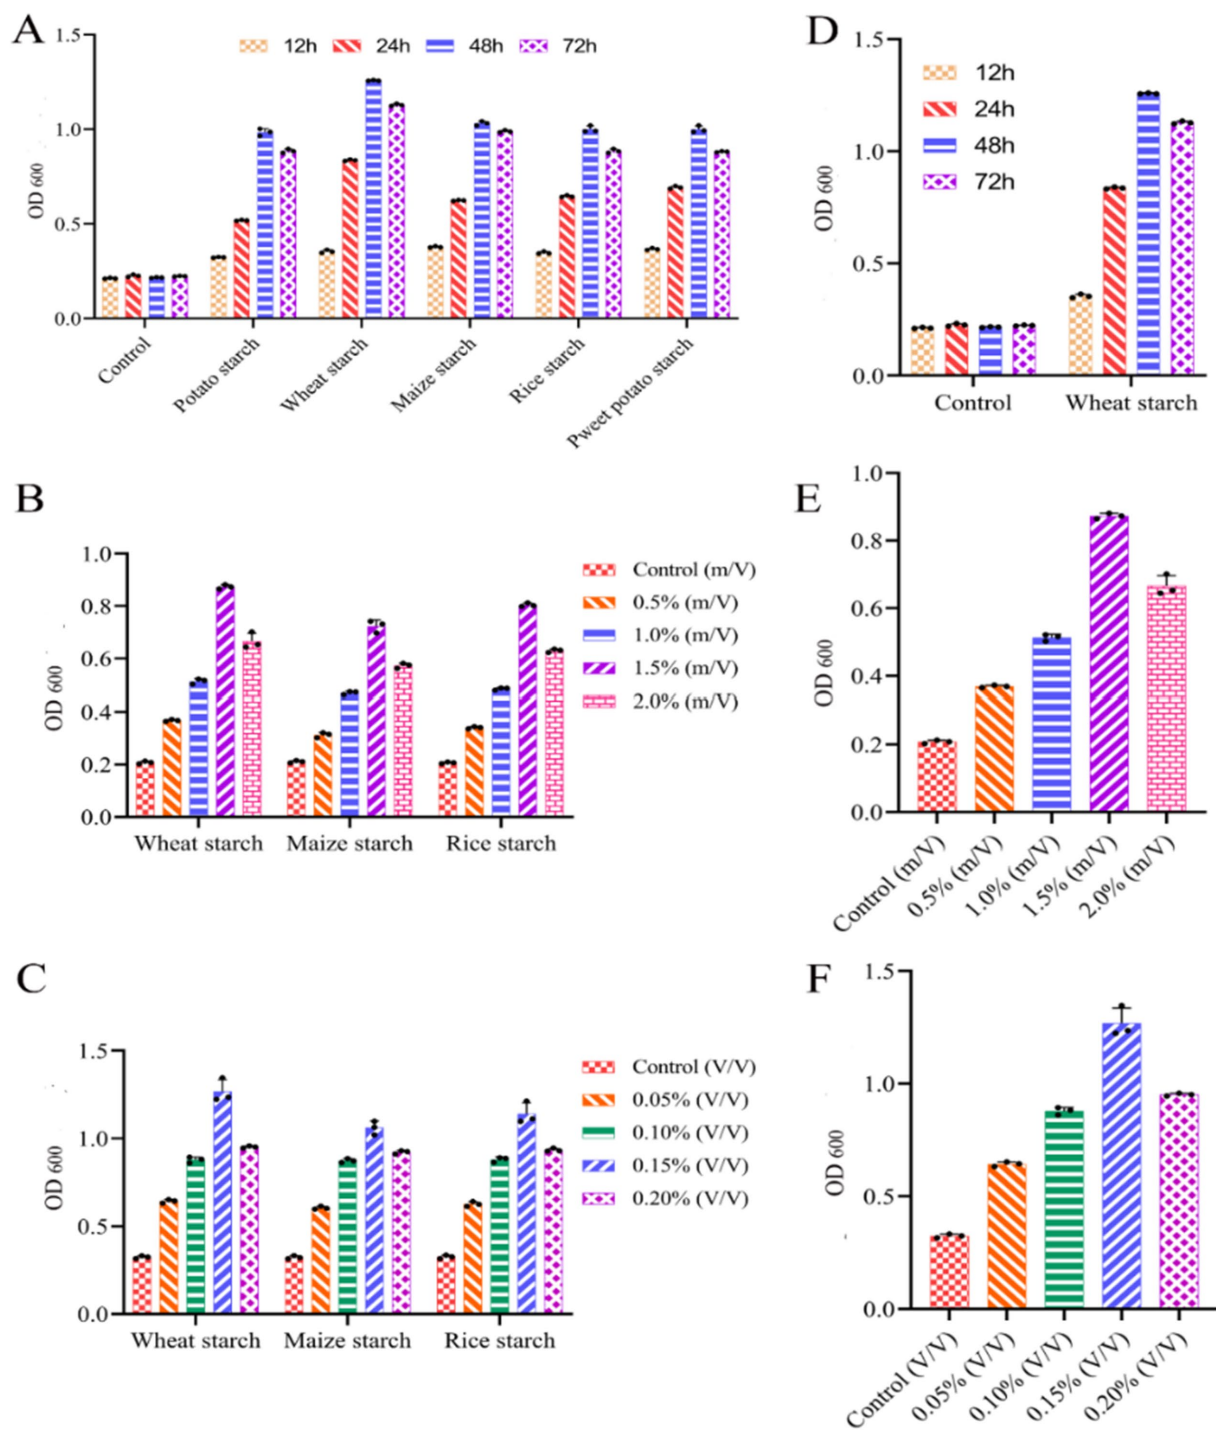 A
1.5
1.0
0.5
0.0
OD 600
12h 24h 48h 72h
Control
Potato starch
Wheat starch
Maize starch
Rice starch
Pweet potato starch
D
1.5
1.0
0.5
0.0
OD 600
12h
24h
48h
72h
Control Wheat starch
B
1.0
0.8
0.6
0.4
0.2
0.0
OD 600
Control (m/V)
0.5% (m/V)
1.0% (m/V)
1.5% (m/V)
2.0% (m/V)
Wheat starch Maize starch Rice starch
E
1.0
0.8
0.6
0.4
0.2
0.0
OD 600
Control (m/V)
0.5% (m/V)
1.0% (m/V)
1.5% (m/V)
2.0% (m/V)
C
1.5
1.0
0.5
0.0
OD 600
Control (V/V)
0.05% (V/V)
0.10% (V/V)
0.15% (V/V)
0.20% (V/V)
Wheat starch Maize starch Rice starch
F
1.5
1.0
0.5
0.0
OD 600
Control (V/V)
0.05% (V/V)
0.10% (V/V)
0.15% (V/V)
0.20% (V/V)